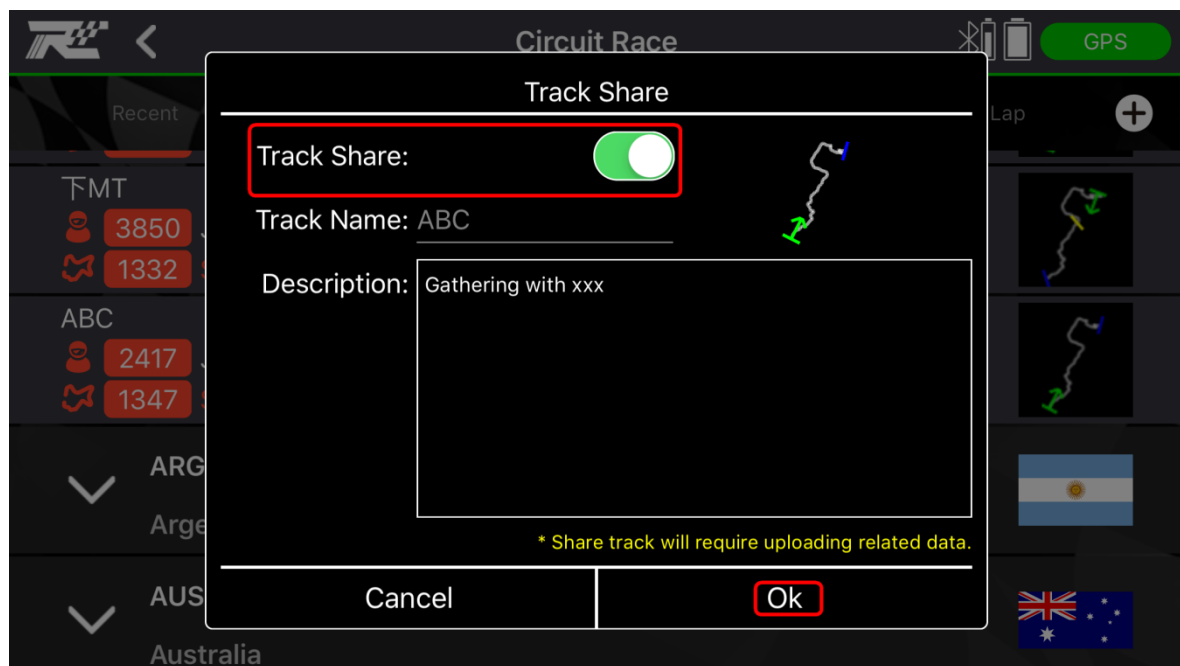 Circuit Race
GPS
Track Share
Recent
Lap
Track Share:
下MT
Track Name: ABC
3850
1332
Description: Gathering with xxx
ABC
2417
1347
ARG
Arge
* Share track will require uploading related data.
Cancel
Ok
AUS
Australia